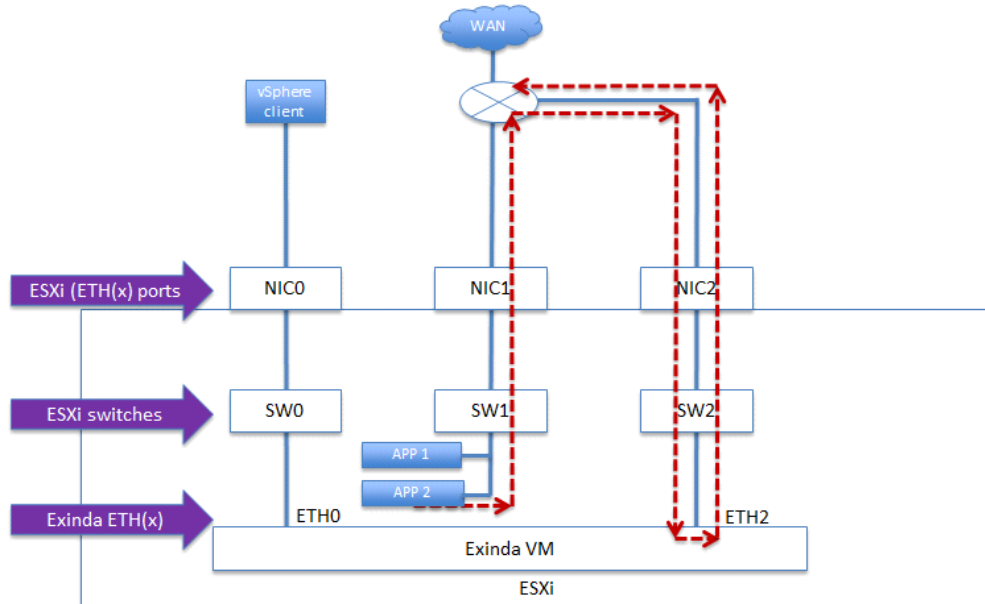 WAN
vSphere
client
ESXi (ETH(x) ports
NIC0
NIC1
NIC2
ESXi switches
SW0
SW1
SW2
APP 1
APP 2
Exinda ETH(x)
ETH0
ETH2
Exinda VM
ESXi